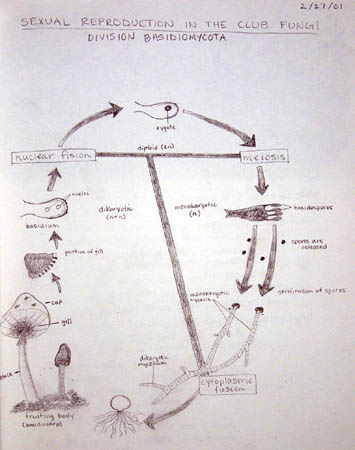 2/27/01
SEXUAL REPRODUCTION IN THE CLUB FUNGI
DIVISION BASIDIOMYCOTA
zygote
diploid (2n)
nuclear fusion
meiosis
nuclei
dikaryotic
(n+n)
monokaryotic
(n)
basidiospores
basidium
spores are
released
portion of gill
monokaryotic
mycelia
germination of spores
cap
gill
dikaryotic
mycelium
cytoplasmic
fusion
fruiting body
(basidiocarp)